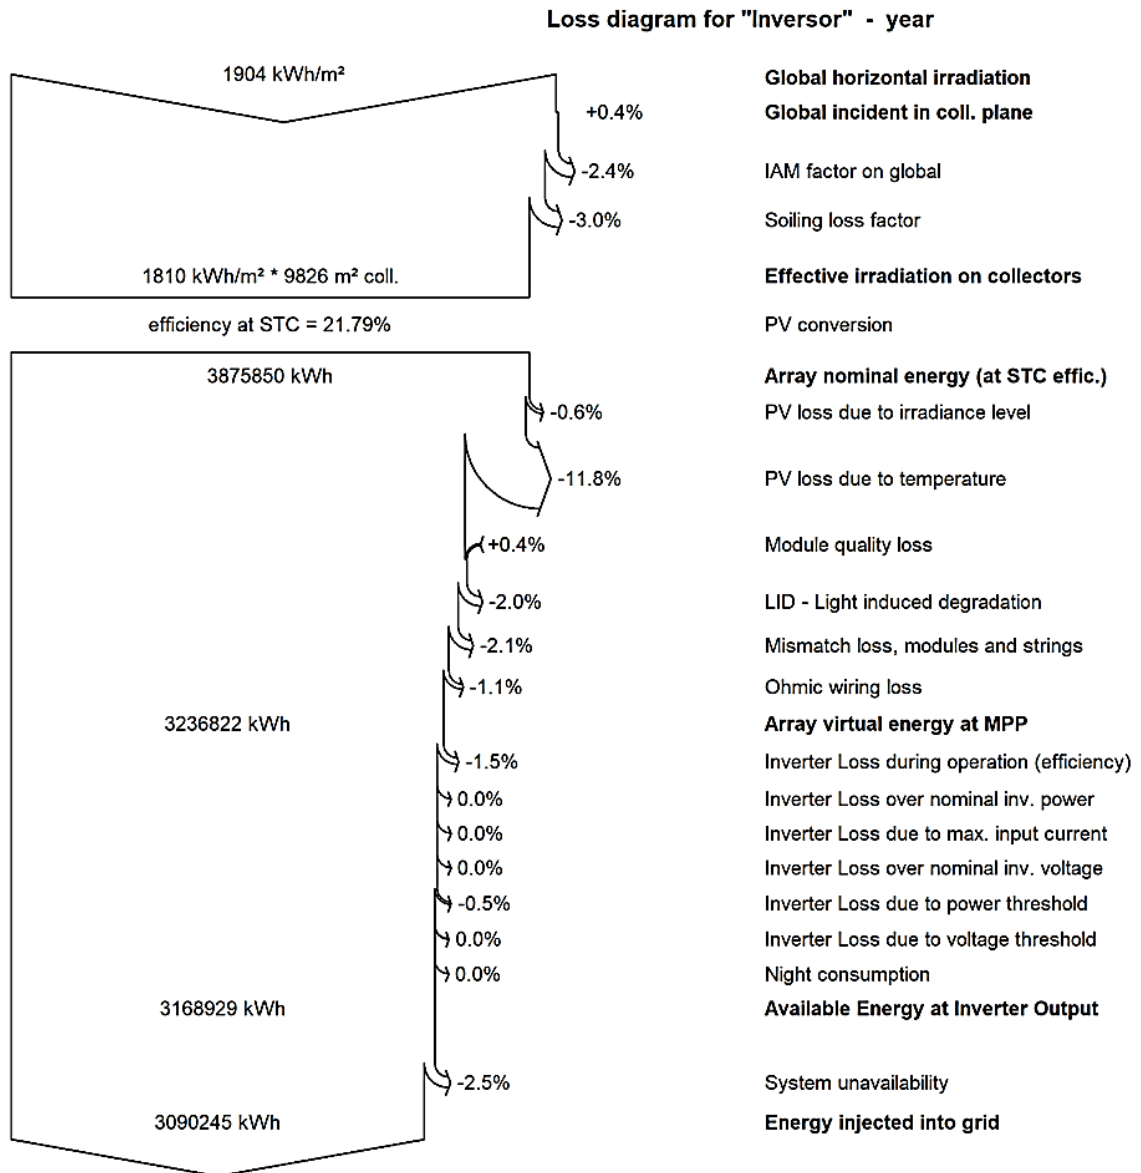 Loss diagram for "Inversor" - year
1904 kWh/m² Global horizontal irradiation
+0.4% Global incident in coll. plane
-2.4% IAM factor on global
-3.0% Soiling loss factor
1810 kWh/m² * 9826 m² coll. Effective irradiation on collectors
efficiency at STC = 21.79% PV conversion
3875850 kWh Array nominal energy (at STC effic.)
-0.6% PV loss due to irradiance level
-11.8% PV loss due to temperature
+0.4% Module quality loss
-2.0% LID - Light induced degradation
-2.1% Mismatch loss, modules and strings
-1.1% Ohmic wiring loss
3236822 kWh Array virtual energy at MPP
-1.5% Inverter Loss during operation (efficiency)
0.0% Inverter Loss over nominal inv. power
0.0% Inverter Loss due to max. input current
0.0% Inverter Loss over nominal inv. voltage
-0.5% Inverter Loss due to power threshold
0.0% Inverter Loss due to voltage threshold
0.0% Night consumption
3168929 kWh Available Energy at Inverter Output
-2.5% System unavailability
3090245 kWh Energy injected into grid